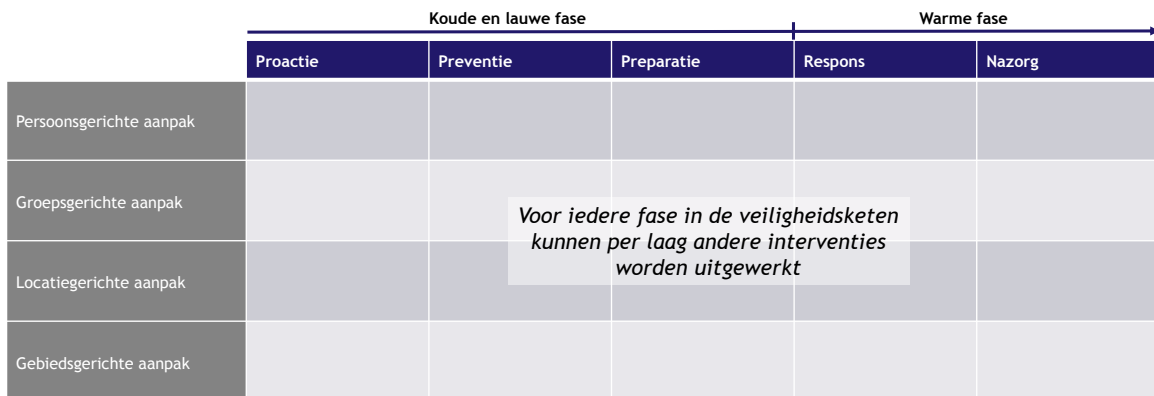 Koude en lauwe fase
Warme fase
Proactie
Preventie
Preparatie
Respons
Nazorg
Persoonsgerichte aanpak
Groepsgerichte aanpak
Voor iedere fase in de veiligheidsketen
kunnen per laag andere interventies
worden uitgewerkt
Locatiegerichte aanpak
Gebiedsgerichte aanpak